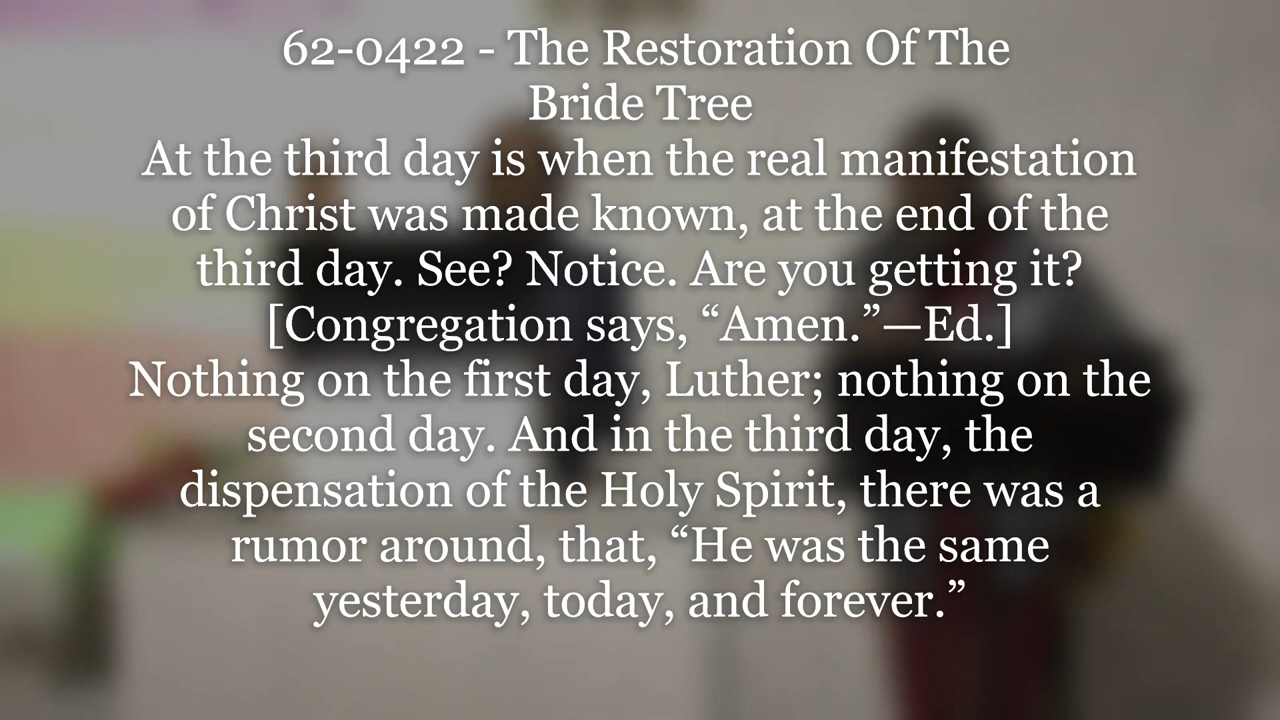 62-0422 - The Restoration Of The
Bride Tree
At the third day is when the real manifestation
of Christ was made known, at the end of the
third day. See? Notice. Are you getting it?
[Congregation says, “Amen.”—Ed.]
Nothing on the first day, Luther; nothing on the
second day. And in the third day, the
dispensation of the Holy Spirit, there was a
rumor around, that, “He was the same
yesterday, today, and forever.”